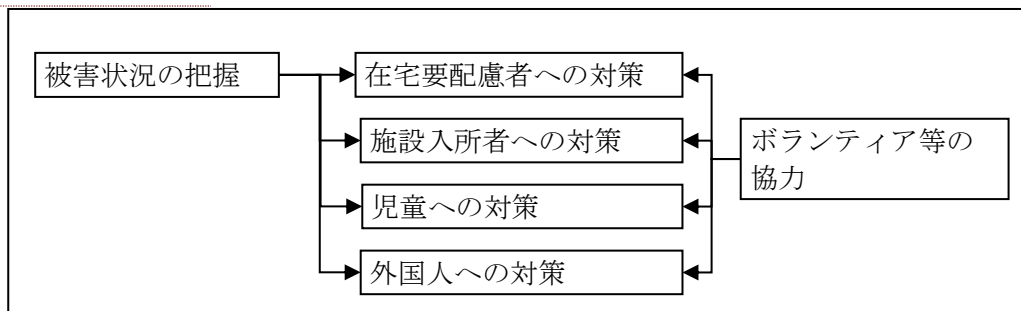 被害状況の把握
在宅要配慮者への対策
施設入所者への対策
児童への対策
外国人への対策
ボランティア等の
協力